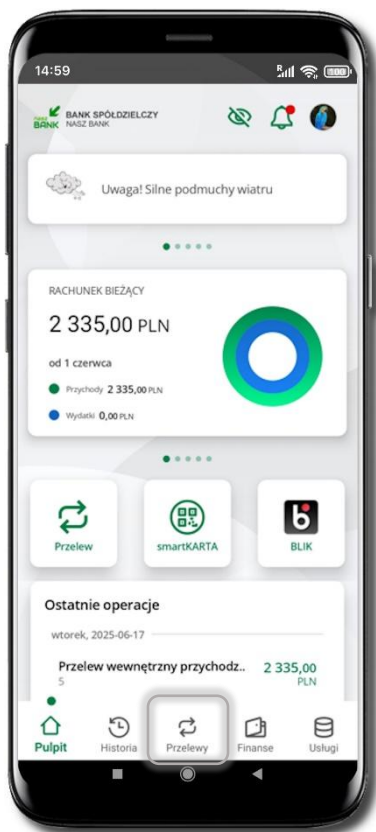 14:59
R
nasz
BANK
BANK SPÓŁDZIELCZY
NASZ BANK
Uwaga! Silne podmuchy wiatru
RACHUNEK BIEŻĄCY
2 335,00 PLN
od 1 czerwca
Przychody 2 335,00 PLN
Wydatki 0,00 PLN
Przelew
smartKARTA
BLIK
Ostatnie operacje
wtorek, 2025-06-17
Przelew wewnętrzny przychodz.. 2 335,00
5 PLN
Pulpit Historia Przelewy Finanse Usługi